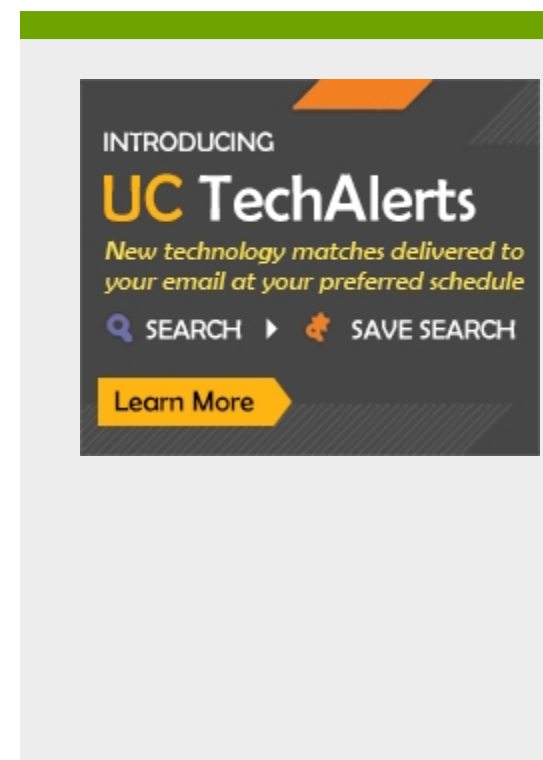 INTRODUCING
UC TechAlerts
New technology matches delivered to
your email at your preferred schedule
SEARCH SAVE SEARCH
Learn More